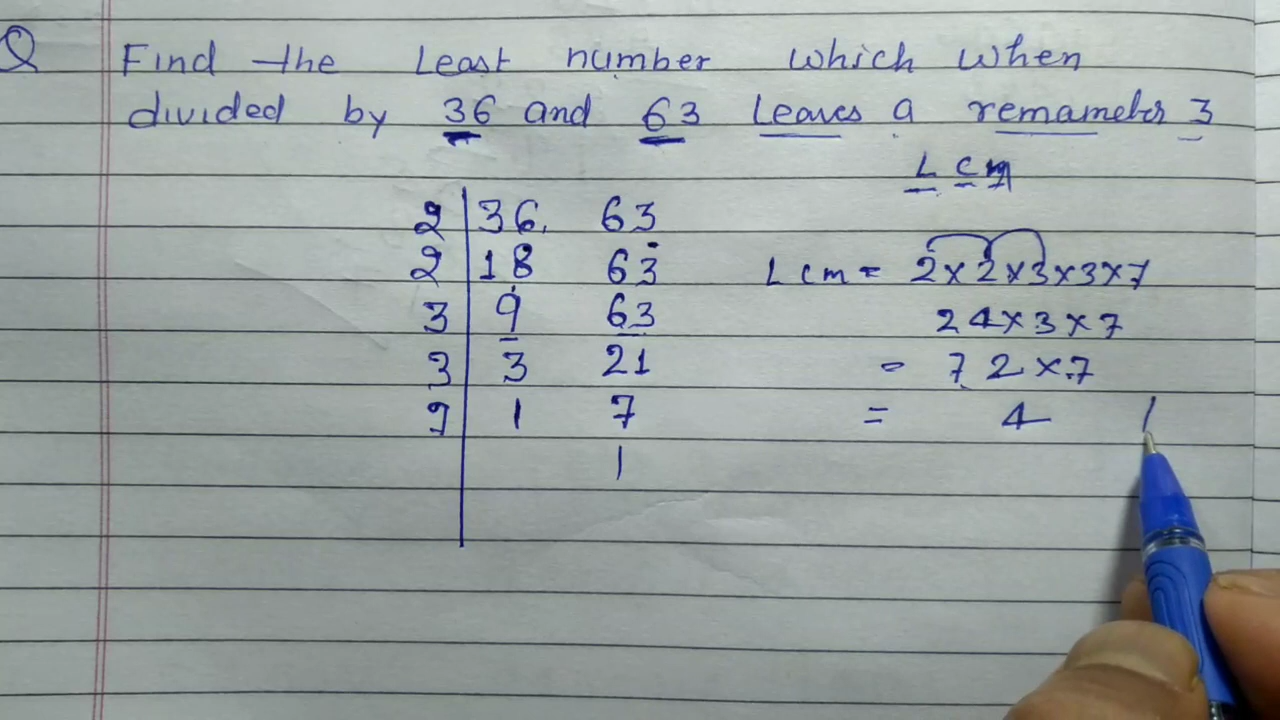 Q Find the Least number which when
divided by 36 and 63 Leaves a remameber 3
Lcm
2 36, 63
2 18 63 Lcm = 2×2×3×3×7
3 9 63 24×3×7
3 3 21 = 72×7
9 1 7 = 4
1